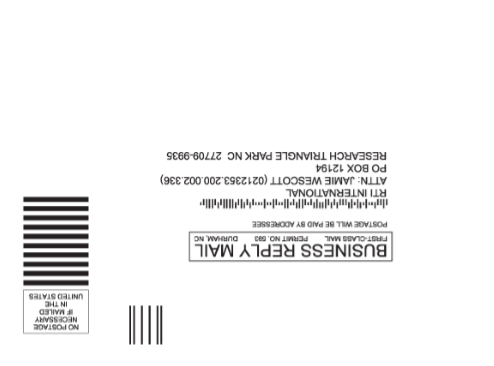 NO POSTAGE
NECESSARY
IF MAILED
IN THE
UNITED STATES
BUSINESS REPLY MAIL
FIRST-CLASS MAIL PERMIT NO. 593 DURHAM, NC
POSTAGE WILL BE PAID BY ADDRESSEE
RTI INTERNATIONAL
ATTN: JAMIE WESCOTT (0212353.200.002.336)
PO BOX 12194
RESEARCH TRIANGLE PARK NC 27709-9935